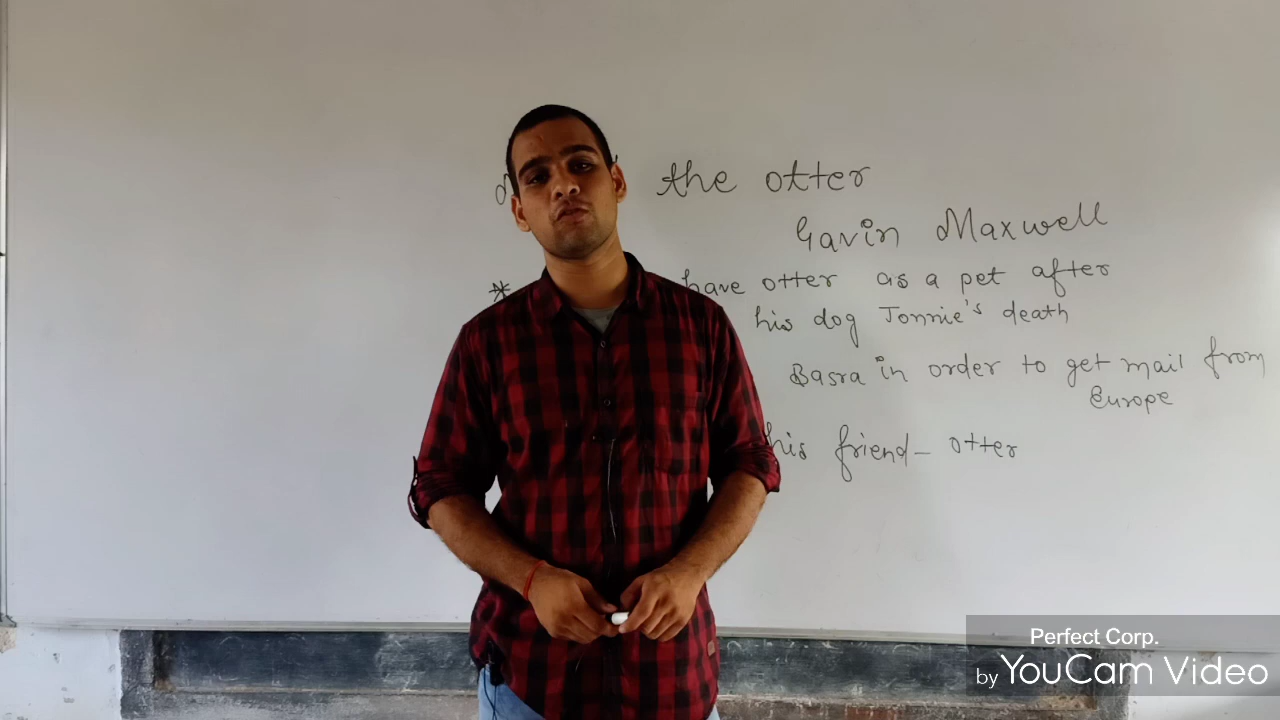 the otter
Gavin Maxwell
* have otter as a pet after
his dog Jonnie's death
Basra in order to get mail from
Europe
his friend - otter
Perfect Corp.
by YouCam Video